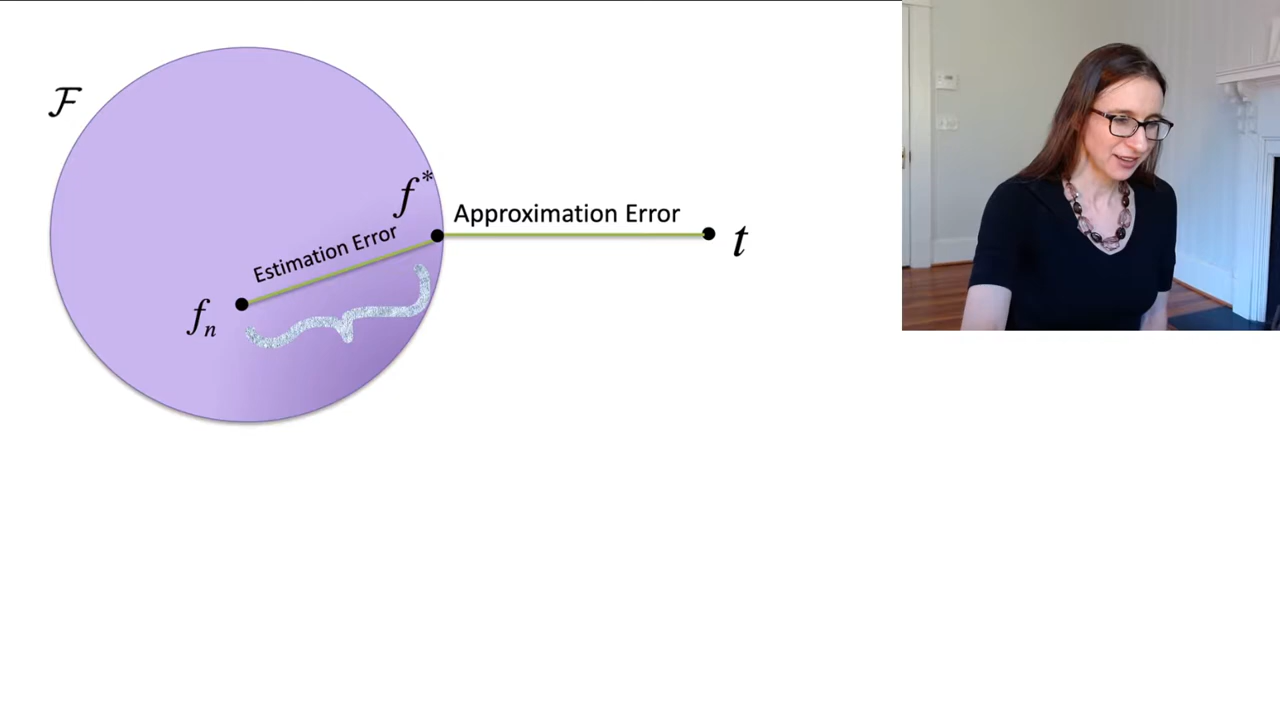 ℱ
f*
Approximation Error
t
Estimation Error
fₙ